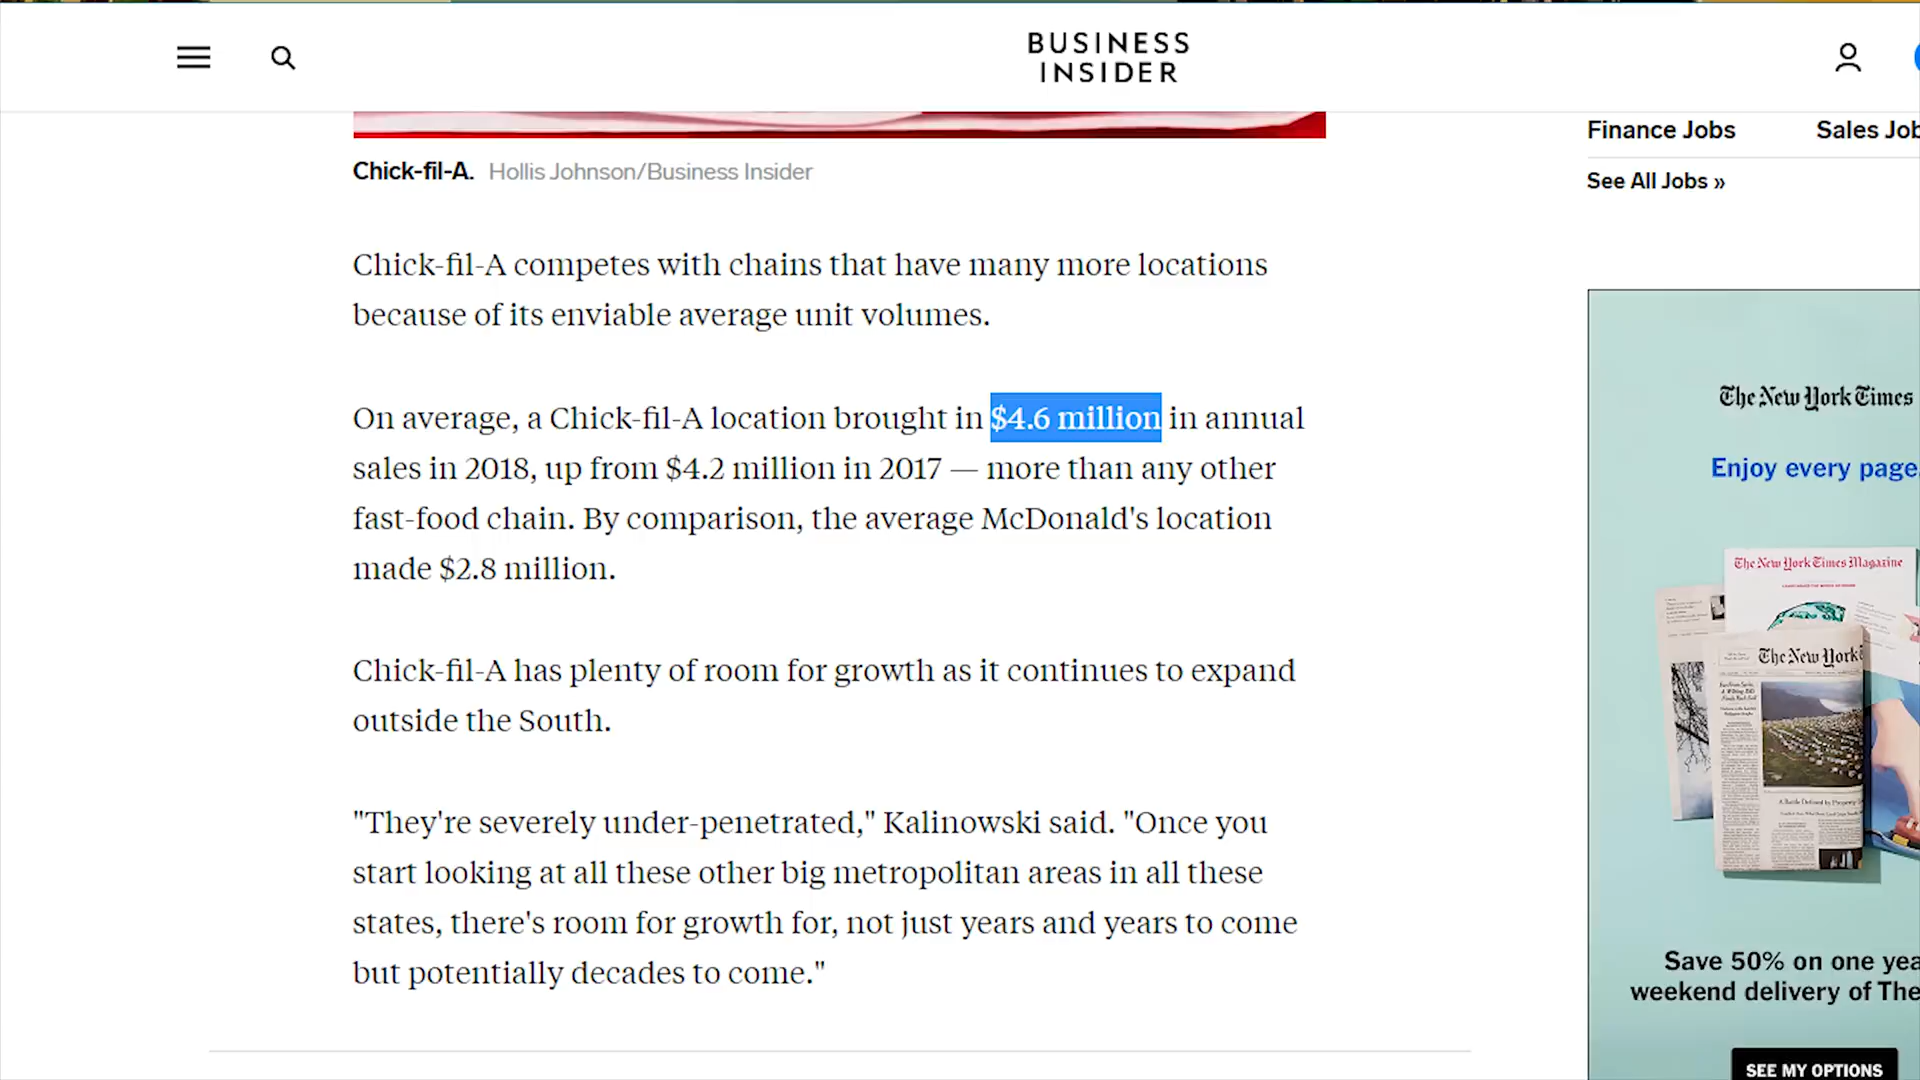 BUSINESS
INSIDER
Finance Jobs
Sales Job
See All Jobs »
Chick-fil-A. Hollis Johnson/Business Insider
Chick-fil-A competes with chains that have many more locations
because of its enviable average unit volumes.
On average, a Chick-fil-A location brought in $4.6 million in annual
sales in 2018, up from $4.2 million in 2017 — more than any other
fast-food chain. By comparison, the average McDonald's location
made $2.8 million.
Chick-fil-A has plenty of room for growth as it continues to expand
outside the South.
"They're severely under-penetrated," Kalinowski said. "Once you
start looking at all these other big metropolitan areas in all these
states, there's room for growth for, not just years and years to come
but potentially decades to come."
The New York Times
Enjoy every page.
The New York Times Magazine
The New York
Save 50% on one yea
weekend delivery of The
SEE MY OPTIONS